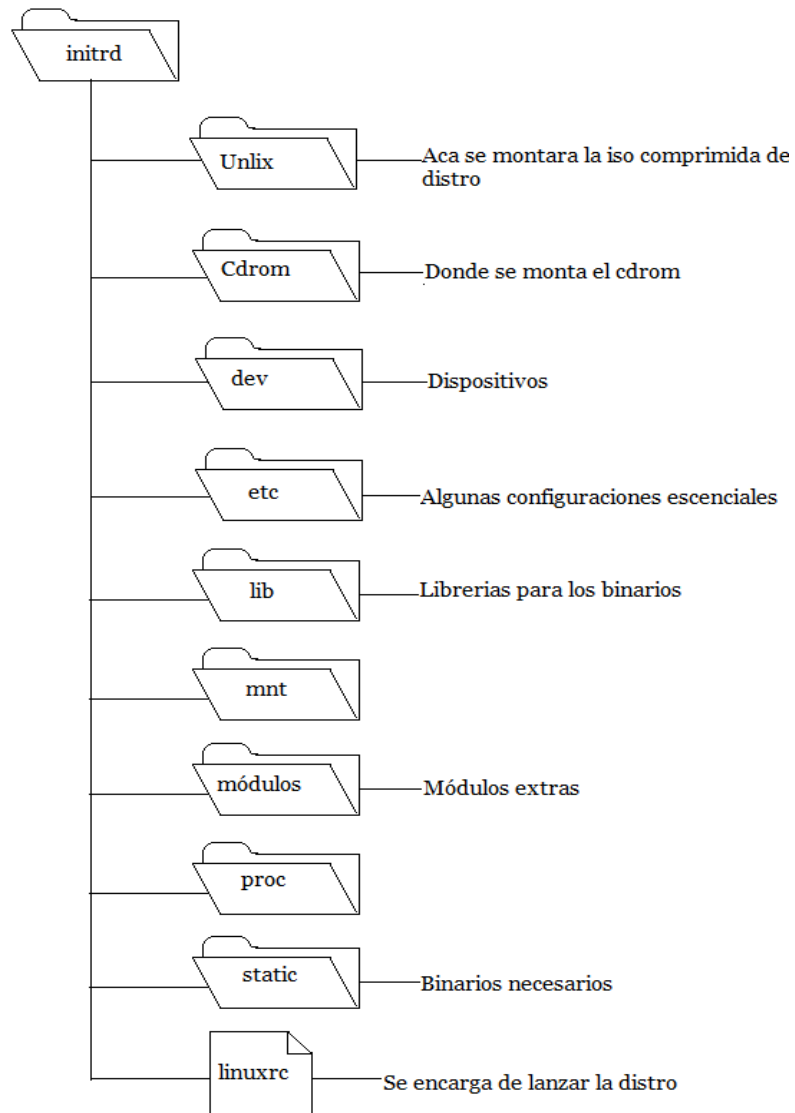 initrd
Unlix
Aca se montara la iso comprimida de
distro
Cdrom
Donde se monta el cdrom
dev
Dispositivos
etc
Algunas configuraciones escenciales
lib
Librerias para los binarios
mnt
módulos
Módulos extras
proc
static
Binarios necesarios
linuxrc
Se encarga de lanzar la distro